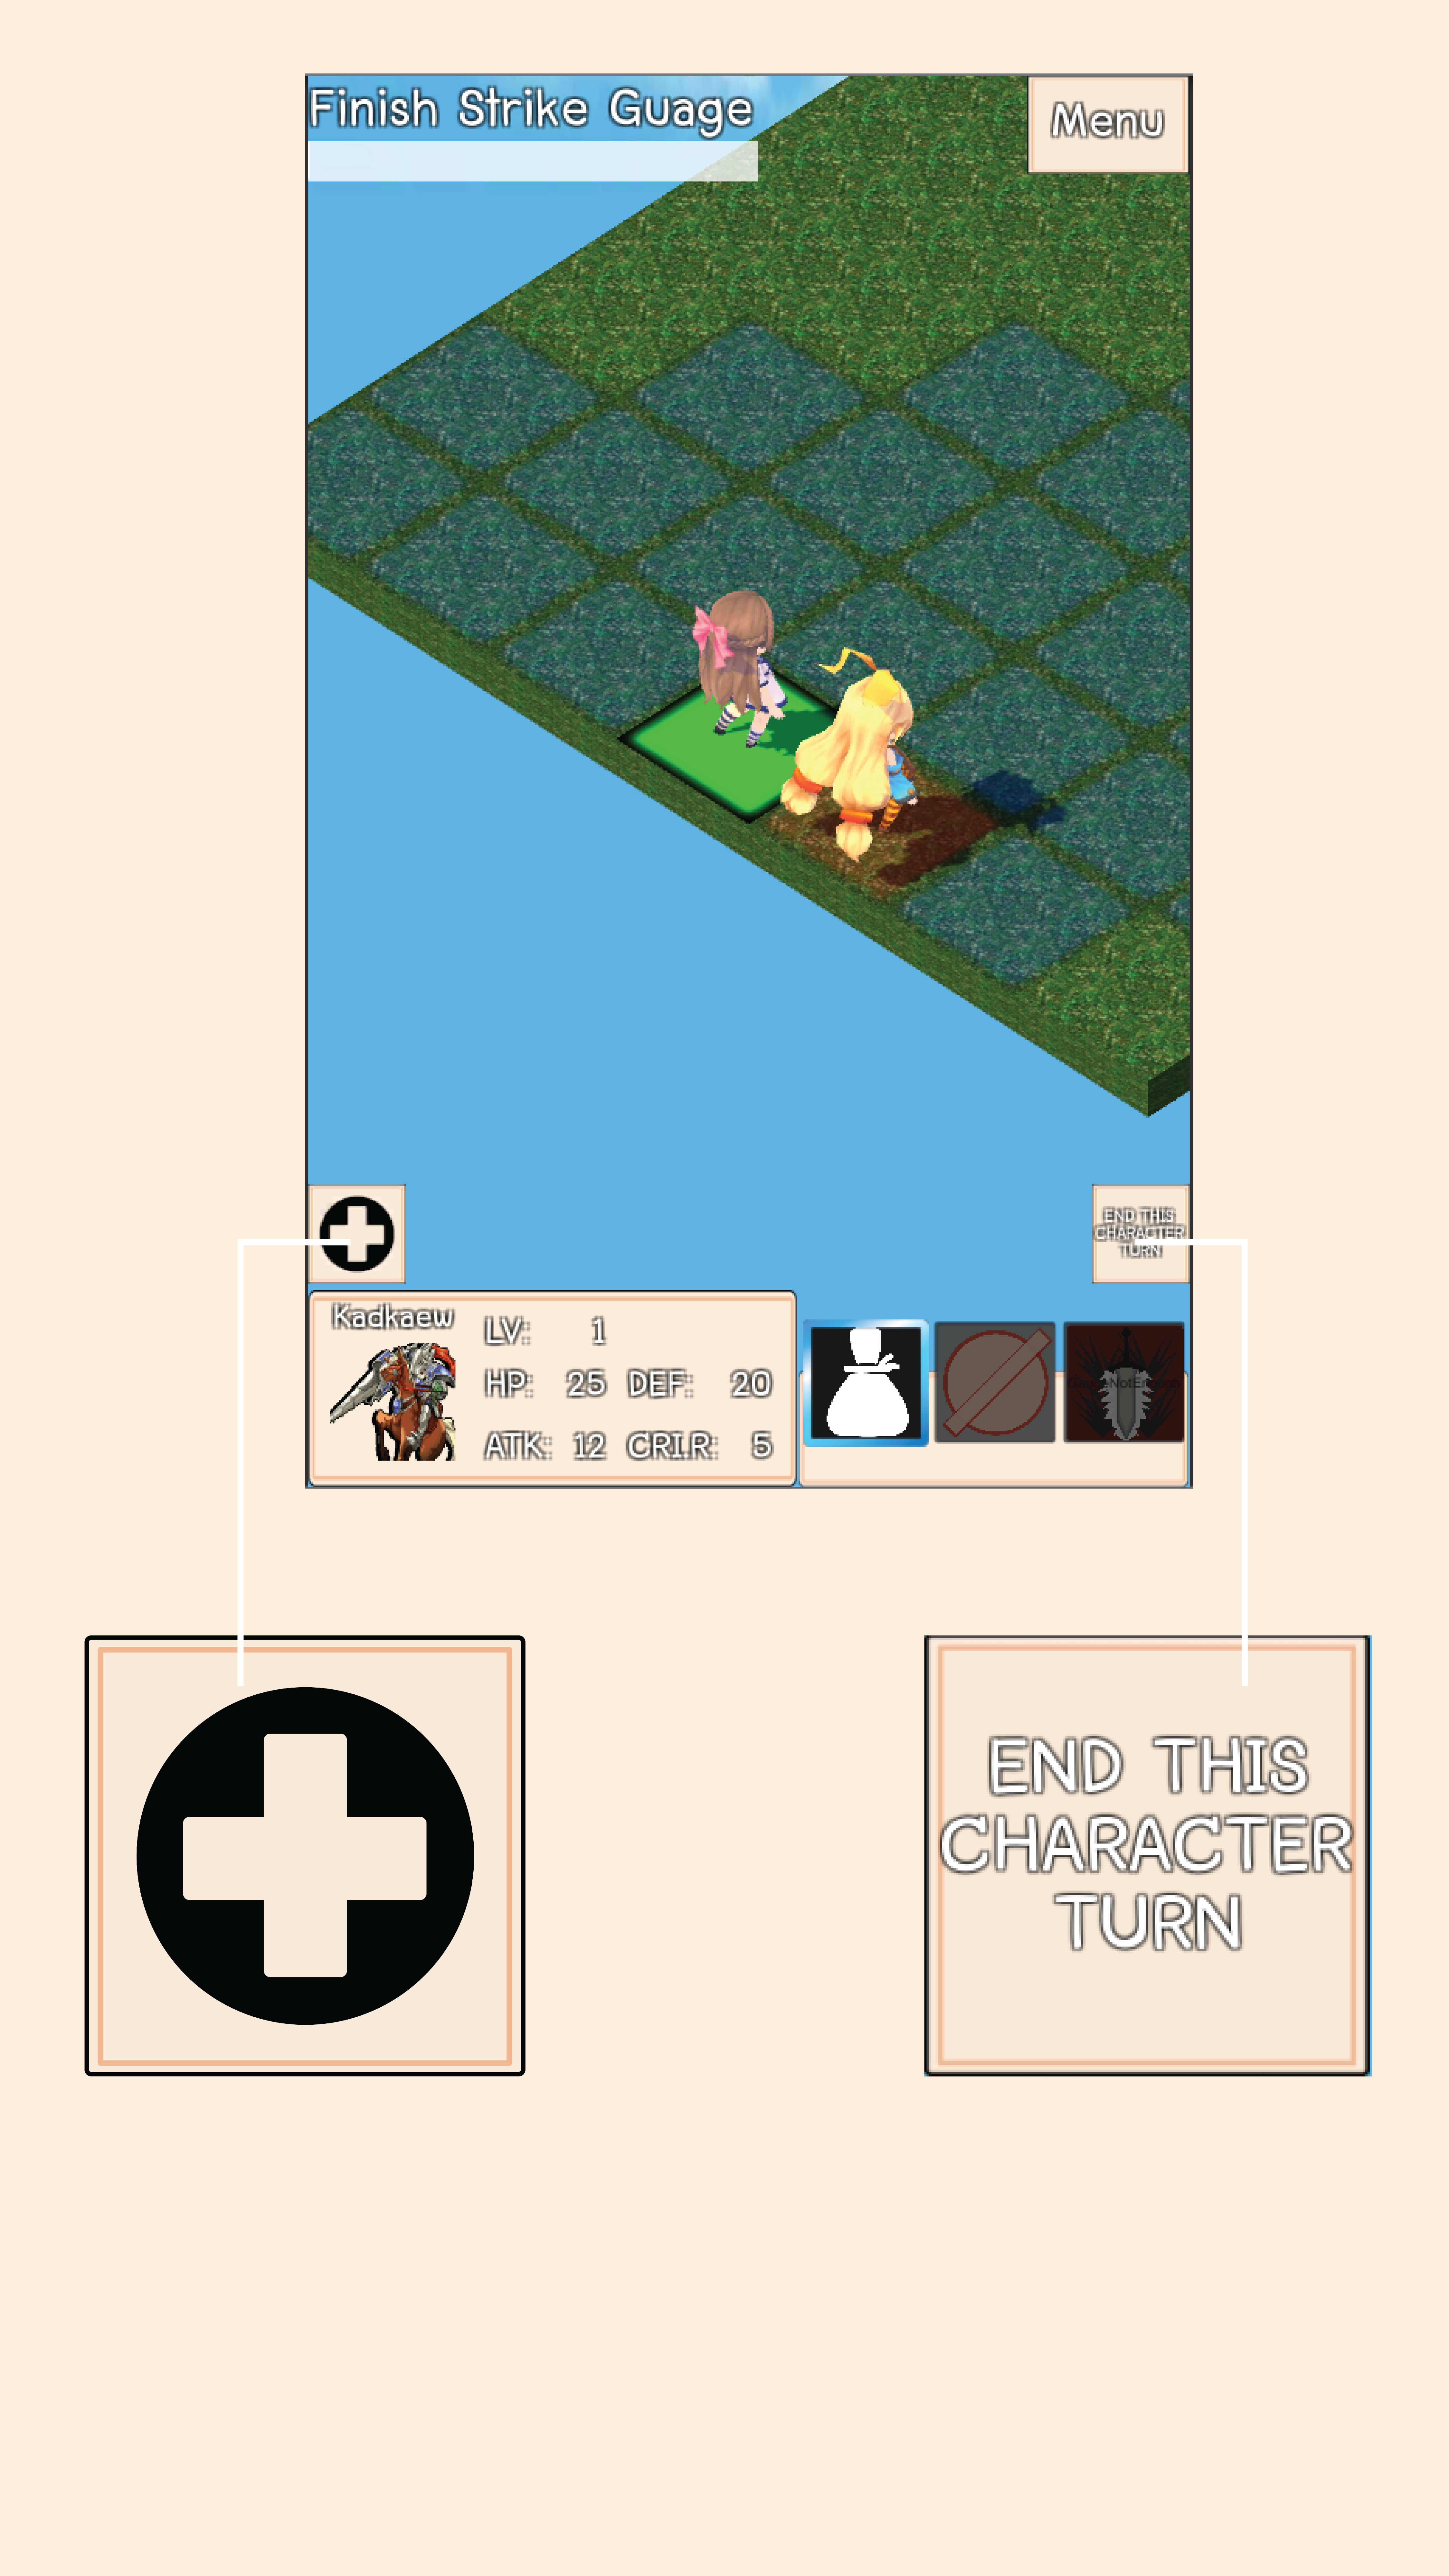 Finish Strike Guage
Menu
END THIS
CHARACTER
TURN
Kadkaew
LV: 1
HP: 25 DEF: 20
ATK: 12 CRI.R: 5
END THIS
CHARACTER
TURN